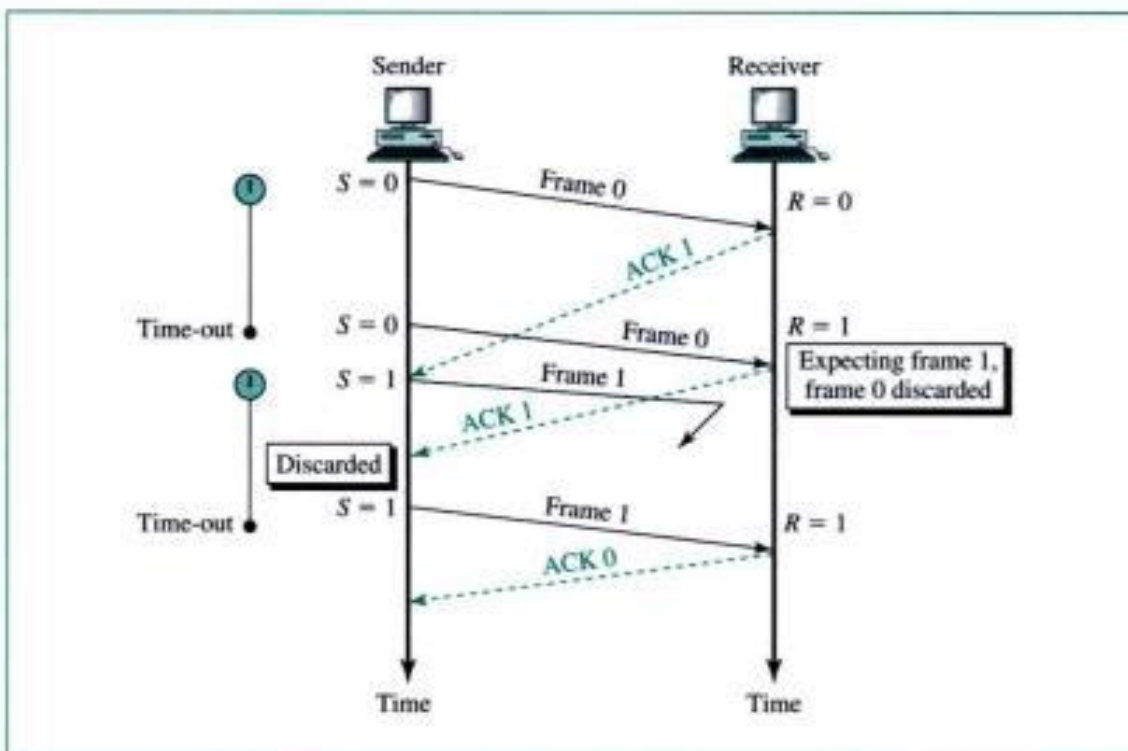 Sender
Receiver
S = 0
Frame 0
R = 0
ACK 1
Time-out
S = 0
Frame 0
R = 1
Expecting frame 1,
frame 0 discarded
S = 1
Frame 1
ACK 1
Discarded
Time-out
S = 1
Frame 1
R = 1
ACK 0
Time
Time